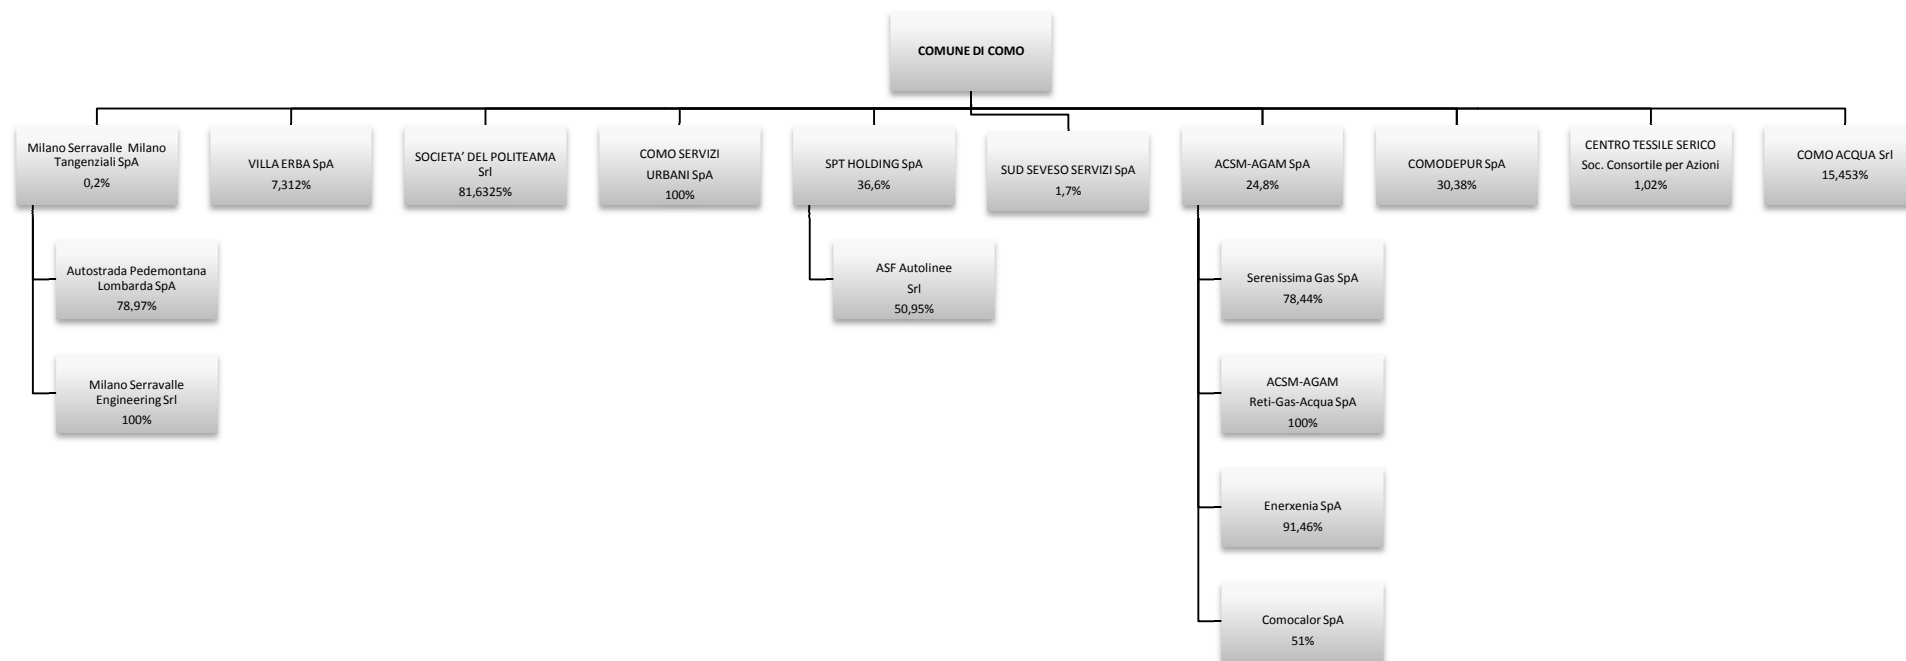 COMUNE DI COMO
Milano Serravalle Milano
Tangenziali SpA
0,2%
VILLA ERBA SpA
7,312%
SOCIETA’ DEL POLITEAMA
Srl
81,6325%
COMO SERVIZI
URBANI SpA
100%
SPT HOLDING SpA
36,6%
SUD SEVESO SERVIZI SpA
1,7%
ACSM-AGAM SpA
24,8%
COMODEPUR SpA
30,38%
CENTRO TESSILE SERICO
Soc. Consortile per Azioni
1,02%
COMO ACQUA Srl
15,453%
Autostrada Pedemontana
Lombarda SpA
78,97%
Milano Serravalle
Engineering Srl
100%
ASF Autolinee
Srl
50,95%
Serenissima Gas SpA
78,44%
ACSM-AGAM
Reti-Gas-Acqua SpA
100%
Enerxenia SpA
91,46%
Comocalor SpA
51%